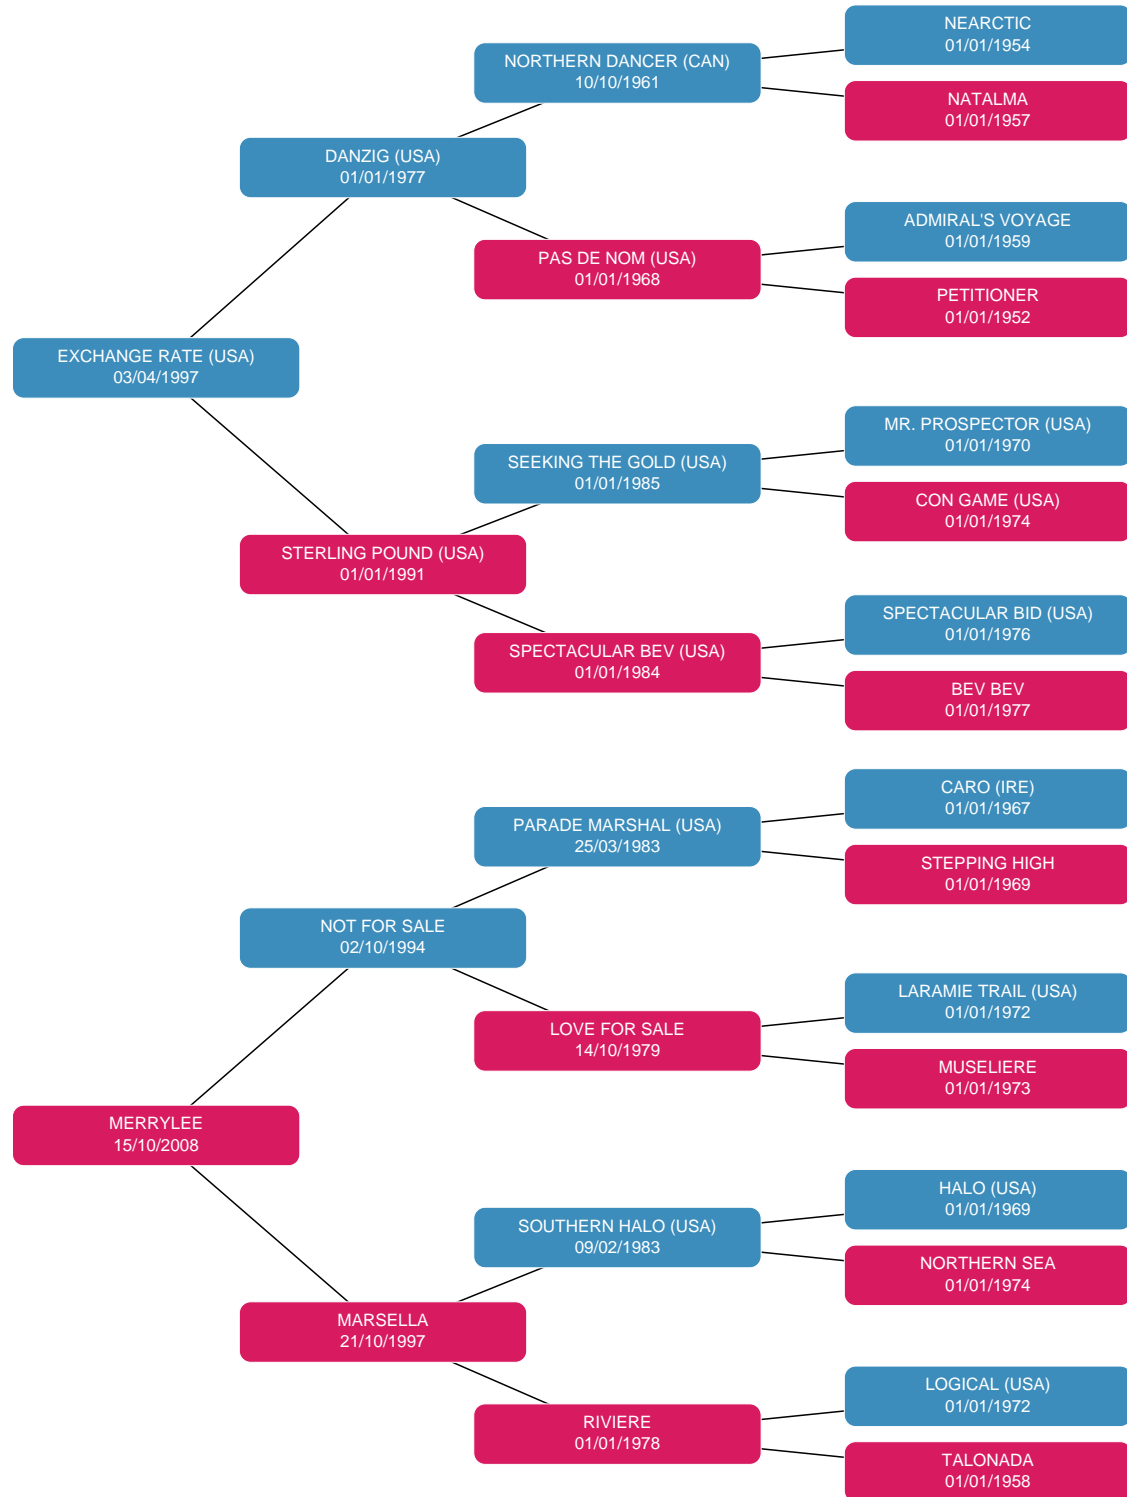 NEARCTIC
01/01/1954
NORTHERN DANCER (CAN)
10/10/1961
NATALMA
01/01/1957
DANZIG (USA)
01/01/1977
ADMIRAL'S VOYAGE
01/01/1959
PAS DE NOM (USA)
01/01/1968
PETITIONER
01/01/1952
EXCHANGE RATE (USA)
03/04/1997
MR. PROSPECTOR (USA)
01/01/1970
SEEKING THE GOLD (USA)
01/01/1985
CON GAME (USA)
01/01/1974
STERLING POUND (USA)
01/01/1991
SPECTACULAR BID (USA)
01/01/1976
SPECTACULAR BEV (USA)
01/01/1984
BEV BEV
01/01/1977
CARO (IRE)
01/01/1967
PARADE MARSHAL (USA)
25/03/1983
STEPPING HIGH
01/01/1969
NOT FOR SALE
02/10/1994
LARAMIE TRAIL (USA)
01/01/1972
LOVE FOR SALE
14/10/1979
MUSELIERE
01/01/1973
MERRYLEE
15/10/2008
HALO (USA)
01/01/1969
SOUTHERN HALO (USA)
09/02/1983
NORTHERN SEA
01/01/1974
MARSELLA
21/10/1997
LOGICAL (USA)
01/01/1972
RIVIERE
01/01/1978
TALONADA
01/01/1958